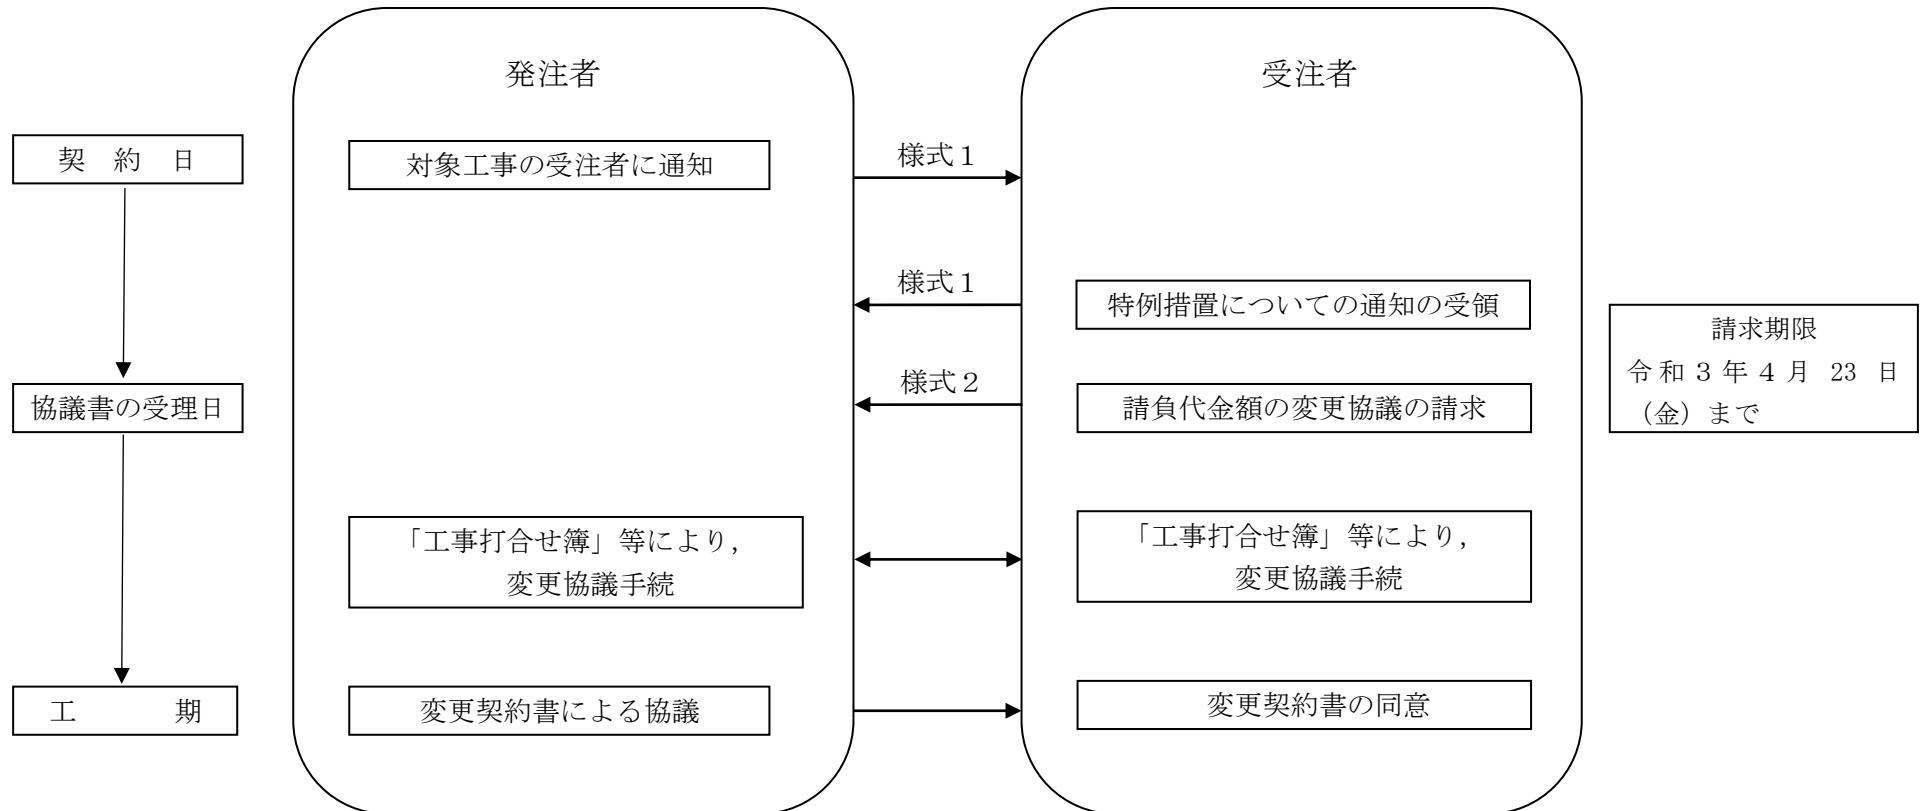 発注者
受注者
契約日
対象工事の受注者に通知
様式１
様式１
特例措置についての通知の受領
請求期限
令和３年４月 23 日
（金）まで
様式２
協議書の受理日
請負代金額の変更協議の請求
「工事打合せ簿」等により，
変更協議手続
「工事打合せ簿」等により，
変更協議手続
工期
変更契約書による協議
変更契約書の同意